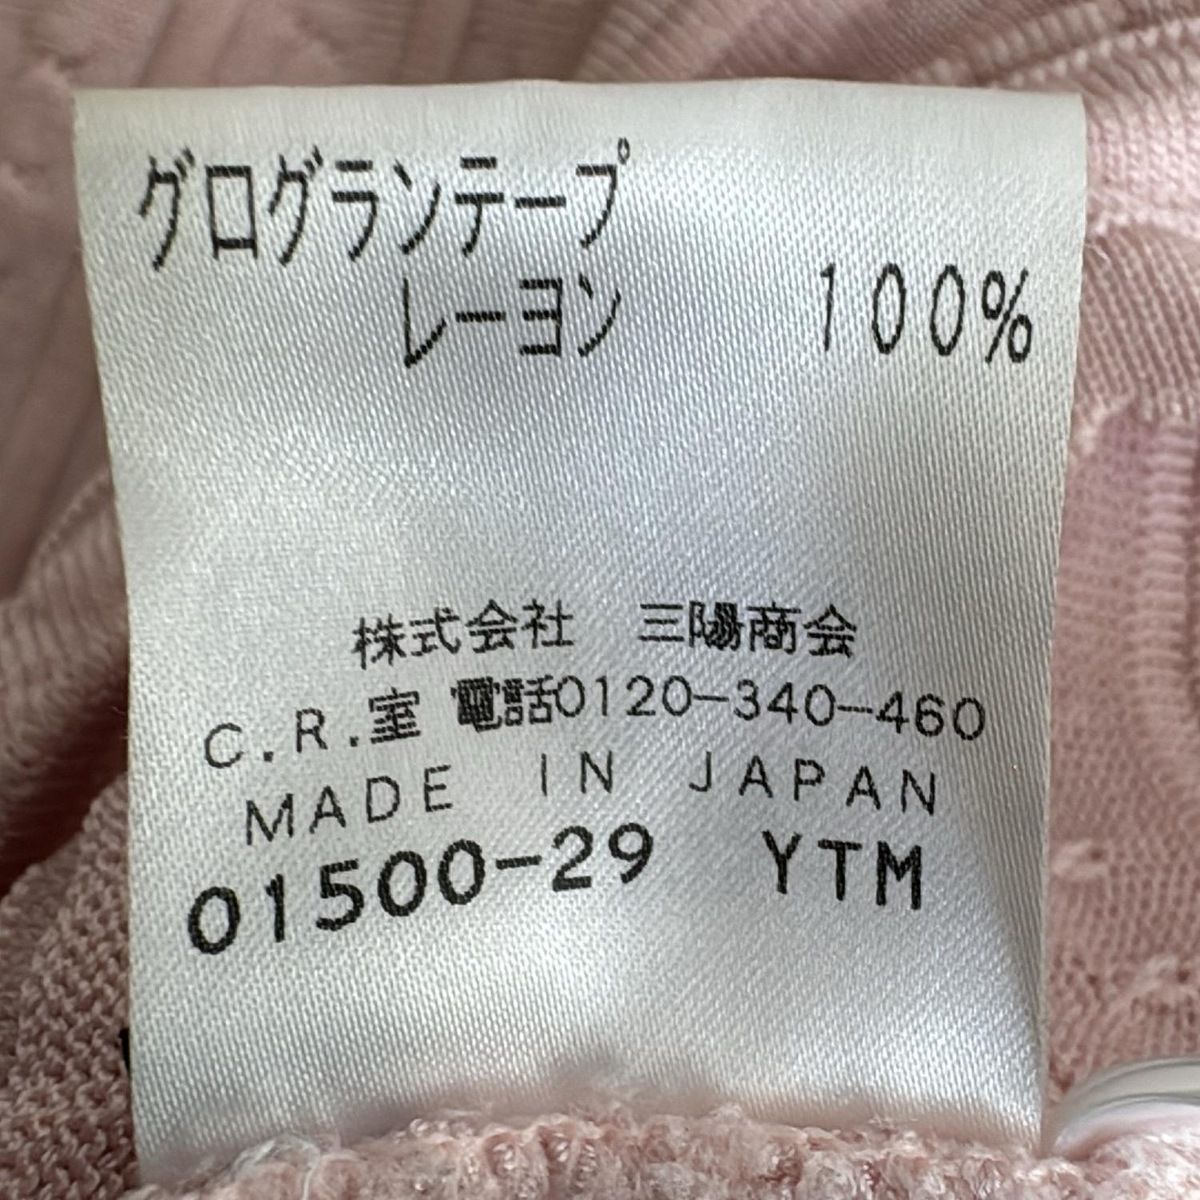 グログランテープ
レーヨン 100%
株式会社 三陽商会
C.R.室 電話0120-340-460
MADE IN JAPAN
01500-29 YTM